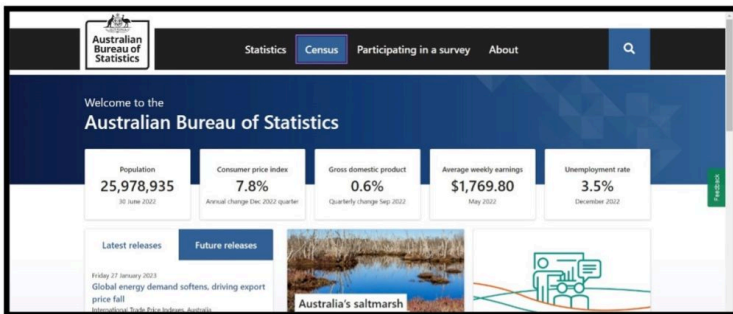 Australian
Bureau of
Statistics
Statistics Census Participating in a survey About
Welcome to the
Australian Bureau of Statistics
Population
25,978,935
30 June 2022
Consumer price index
7.8%
Annual change Dec 2022 quarter
Gross domestic product
0.6%
Quarterly change Sep 2022
Average weekly earnings
$1,769.80
May 2022
Unemployment rate
3.5%
December 2022
Feedback
Latest releases Future releases
Friday 27 January 2023
Global energy demand softens, driving export
price fall
International Trade Price Indexes, Australia
Australia's saltmarsh